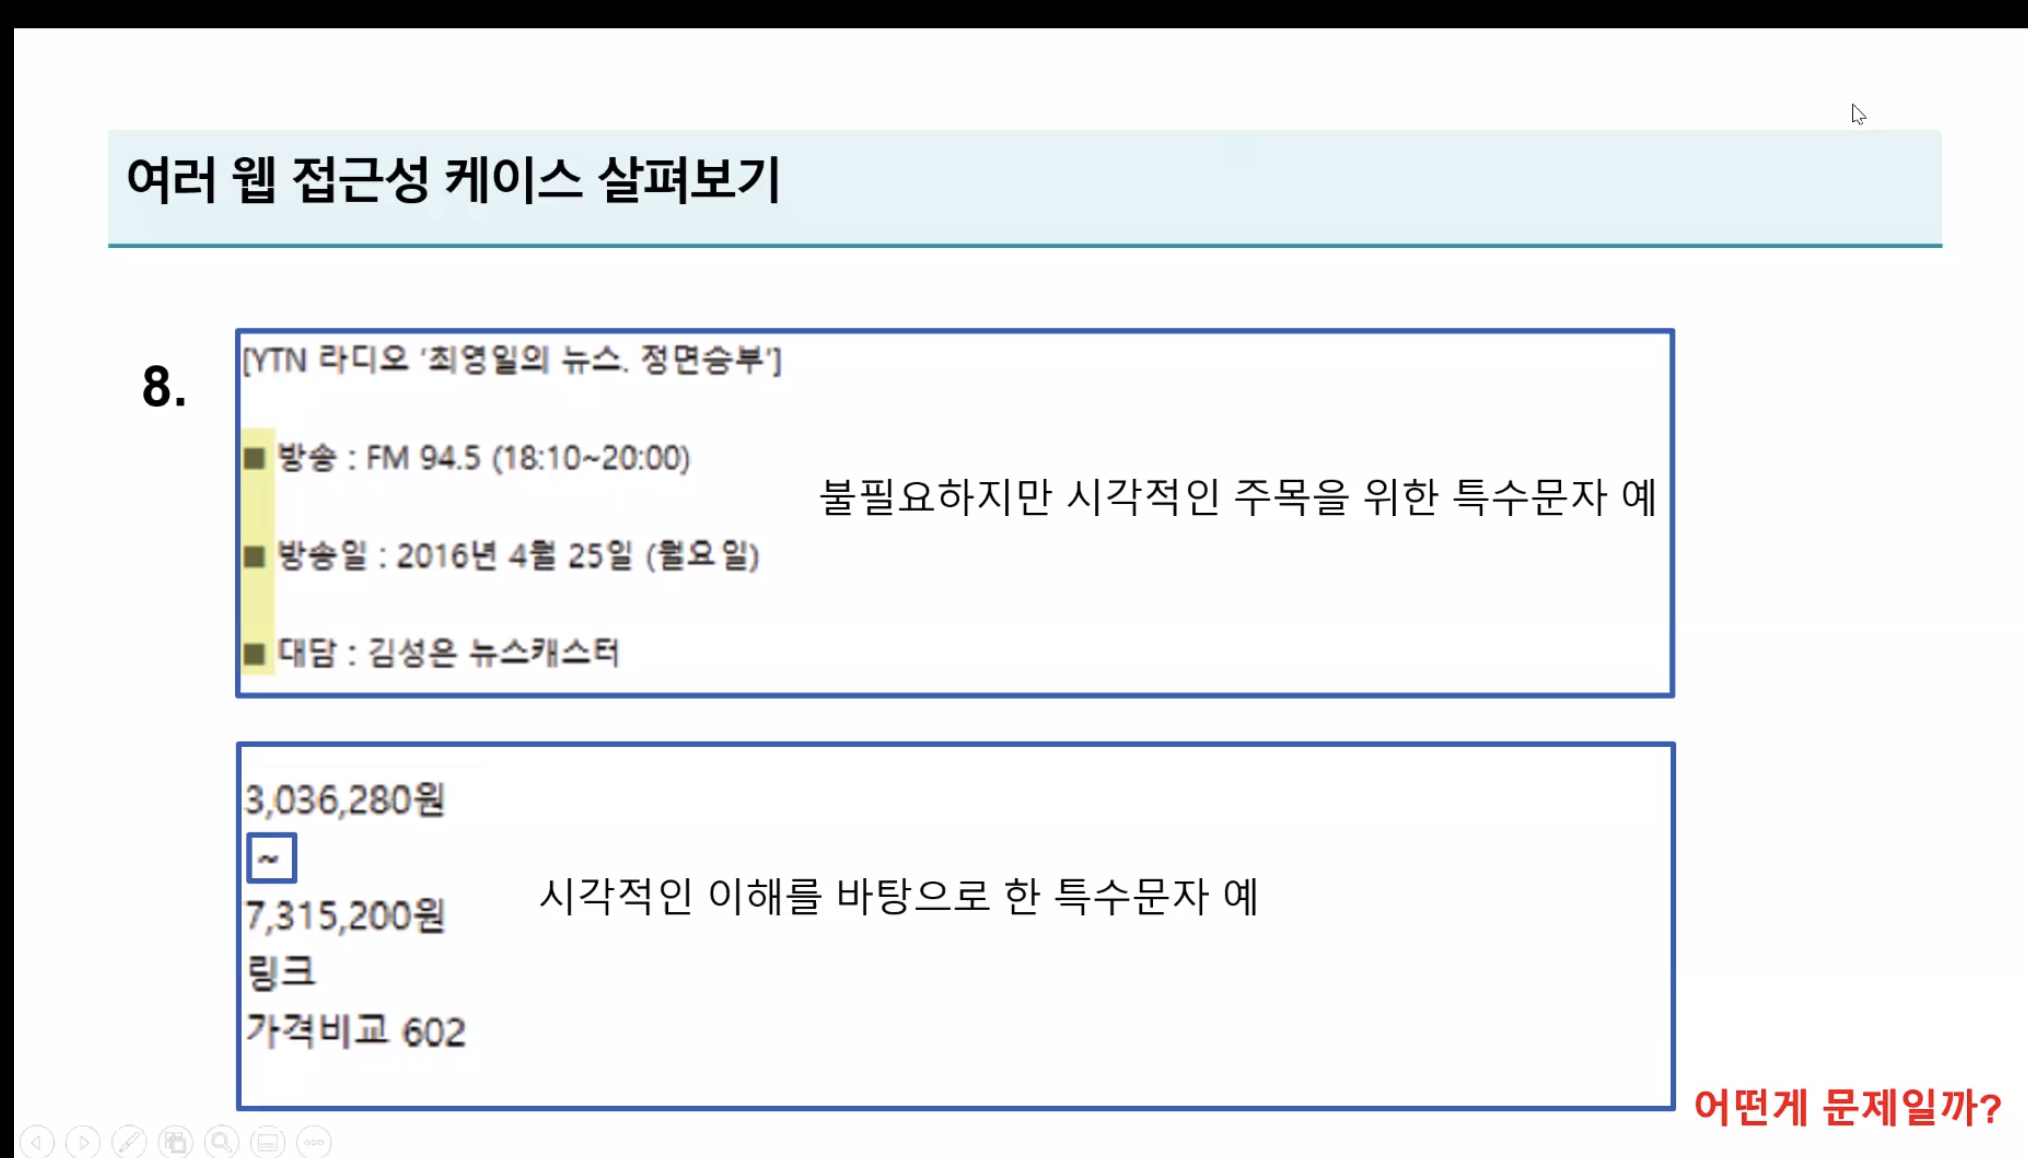 여러 웹 접근성 케이스 살펴보기
8.
[YTN 라디오 '최영일의 뉴스. 정면승부']
■ 방송 : FM 94.5 (18:10~20:00)
불필요하지만 시각적인 주목을 위한 특수문자 예
■ 방송일 : 2016년 4월 25일 (월요일)
■ 대담 : 김성은 뉴스캐스터
3,036,280원
~
7,315,200원
시각적인 이해를 바탕으로 한 특수문자 예
링크
가격비교 602
어떤게 문제일까?